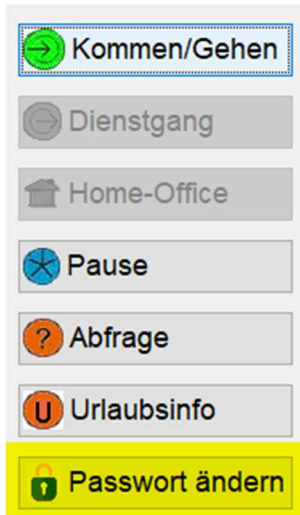 Kommen/Gehen
Dienstgang
Home-Office
Pause
? Abfrage
U Urlaubsinfo
Passwort ändern